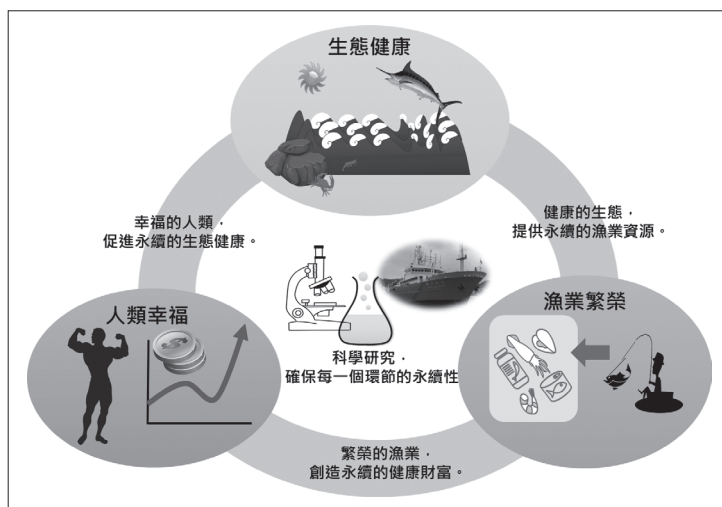 生態健康
幸福的人類，
促進永續的生態健康。
健康的生態，
提供永續的漁業資源。
人類幸福
漁業繁榮
科學研究，
確保每一個環節的永續性
繁榮的漁業，
創造永續的健康財富。